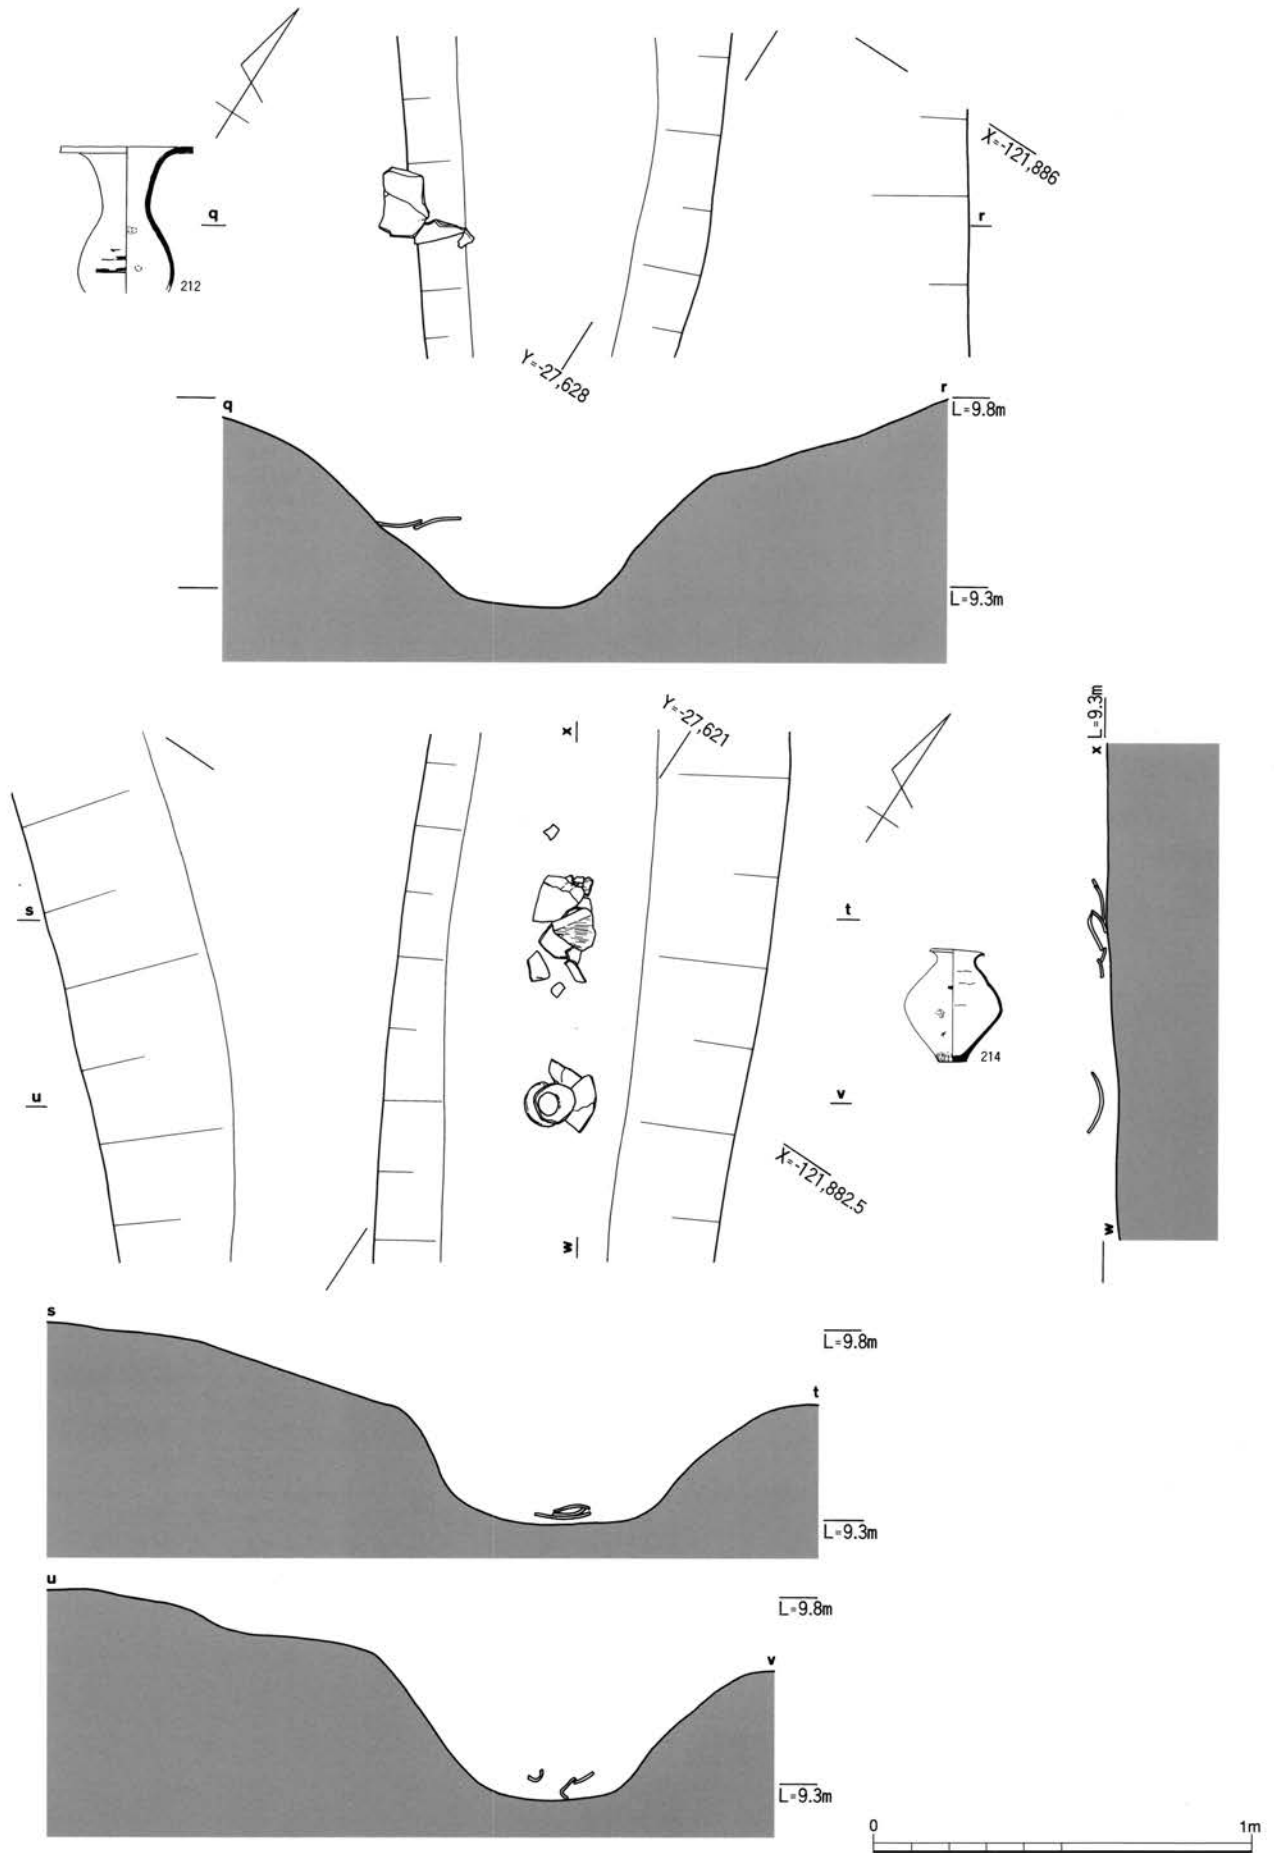 X=-121,886
q
r
212
Y=-27,628
q
r
L=9.8m
L=9.3m
Y=-27,621
x
L=9.3m
x
s
t
214
u
v
X=-121,882.5
w
w
s
L=9.8m
t
L=9.3m
u
L=9.8m
v
L=9.3m
0
1m